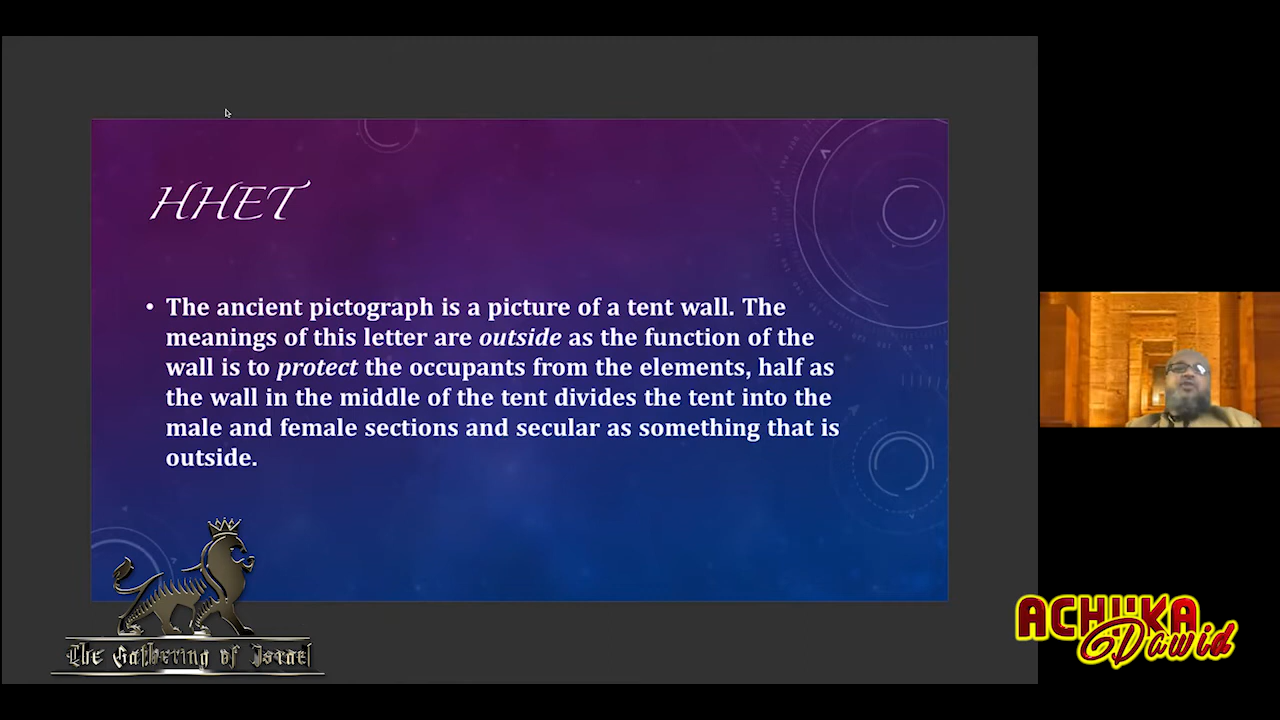 HHET
• The ancient pictograph is a picture of a tent wall. The
meanings of this letter are outside as the function of the
wall is to protect the occupants from the elements, half as
the wall in the middle of the tent divides the tent into the
male and female sections and secular as something that is
outside.
The Gathering of Israel
ACHIYKA
Dawid